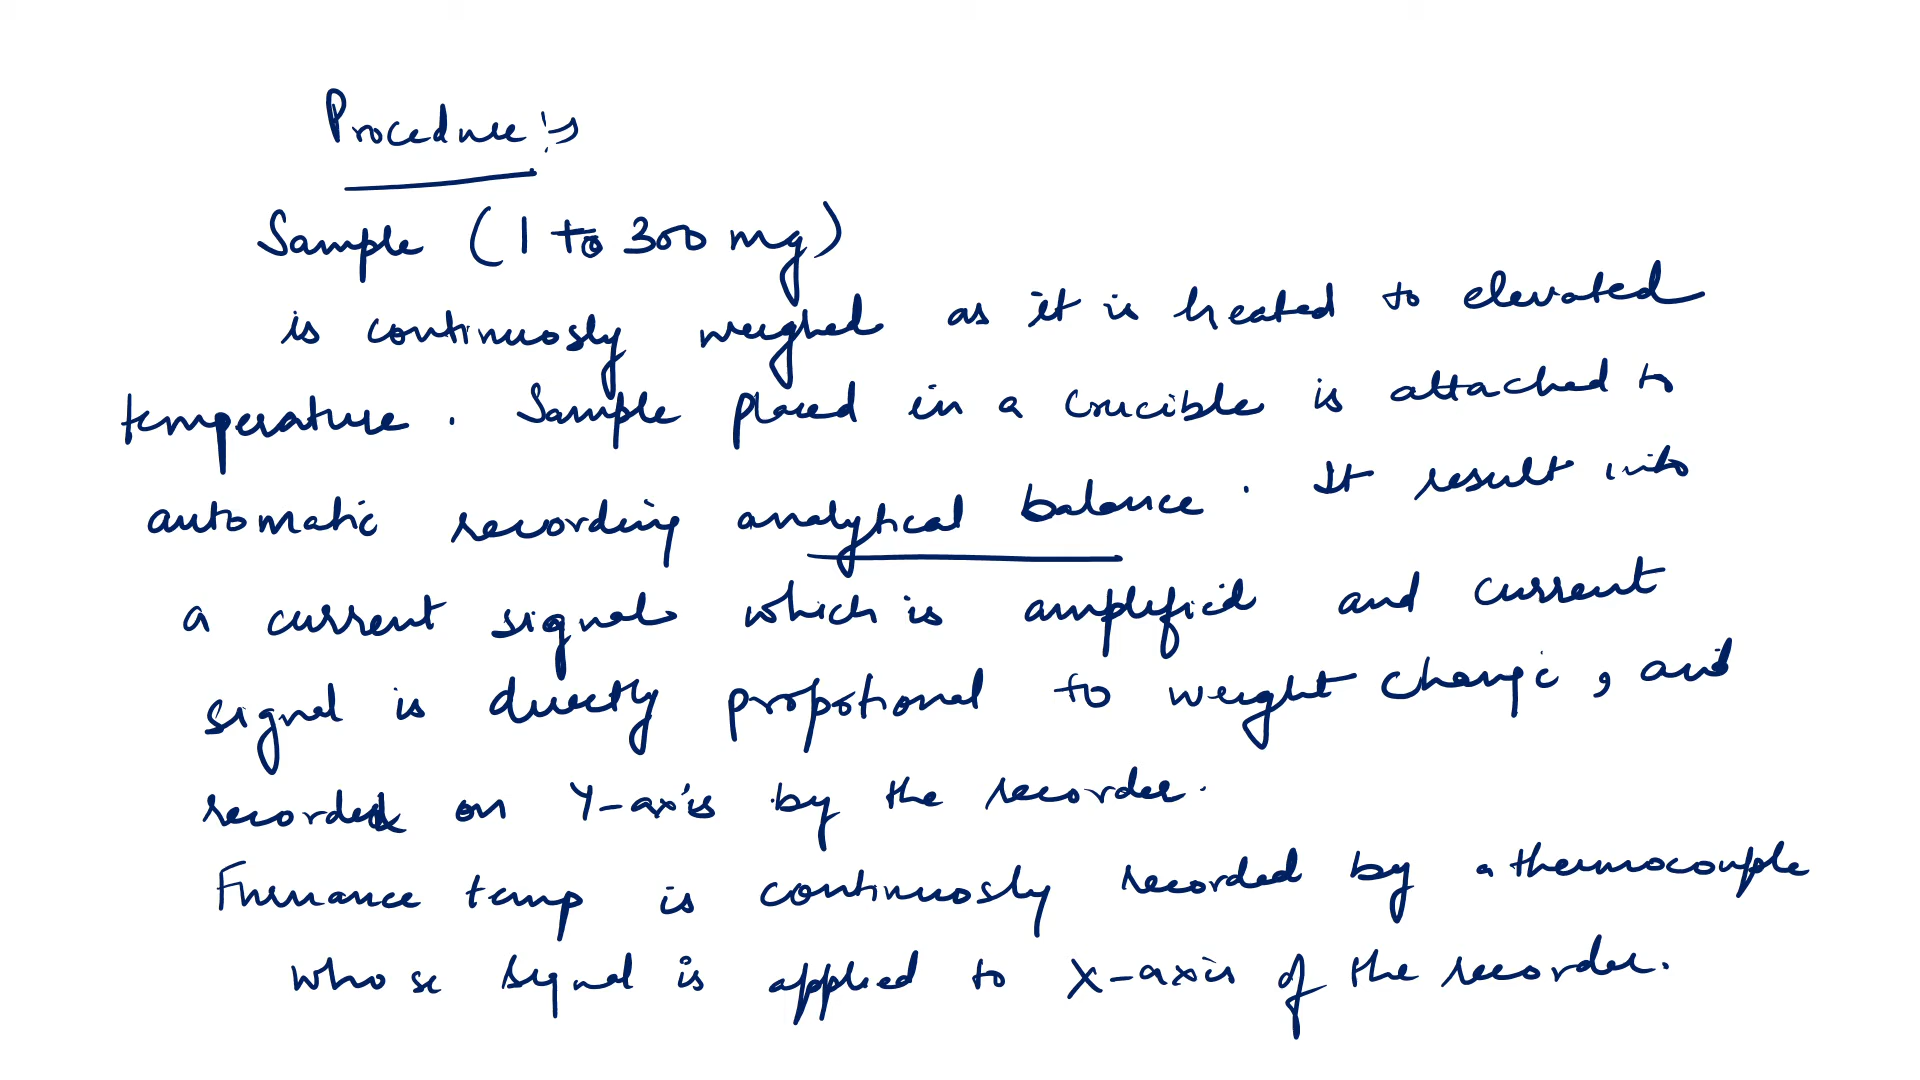 Procedure :→
Sample (1 to 300 mg)
is continuosly weighed as it is heated to elevated
temperature. Sample placed in a crucible is attached to
automatic recording analytical balance. It result into
a current signal which is amplified and current
signal is directly propotional to weight change, and
recorded on Y-axis by the recorder.
Furnance temp is continuosly recorded by a thermocouple
whose signal is applied to X-axis of the recorder.